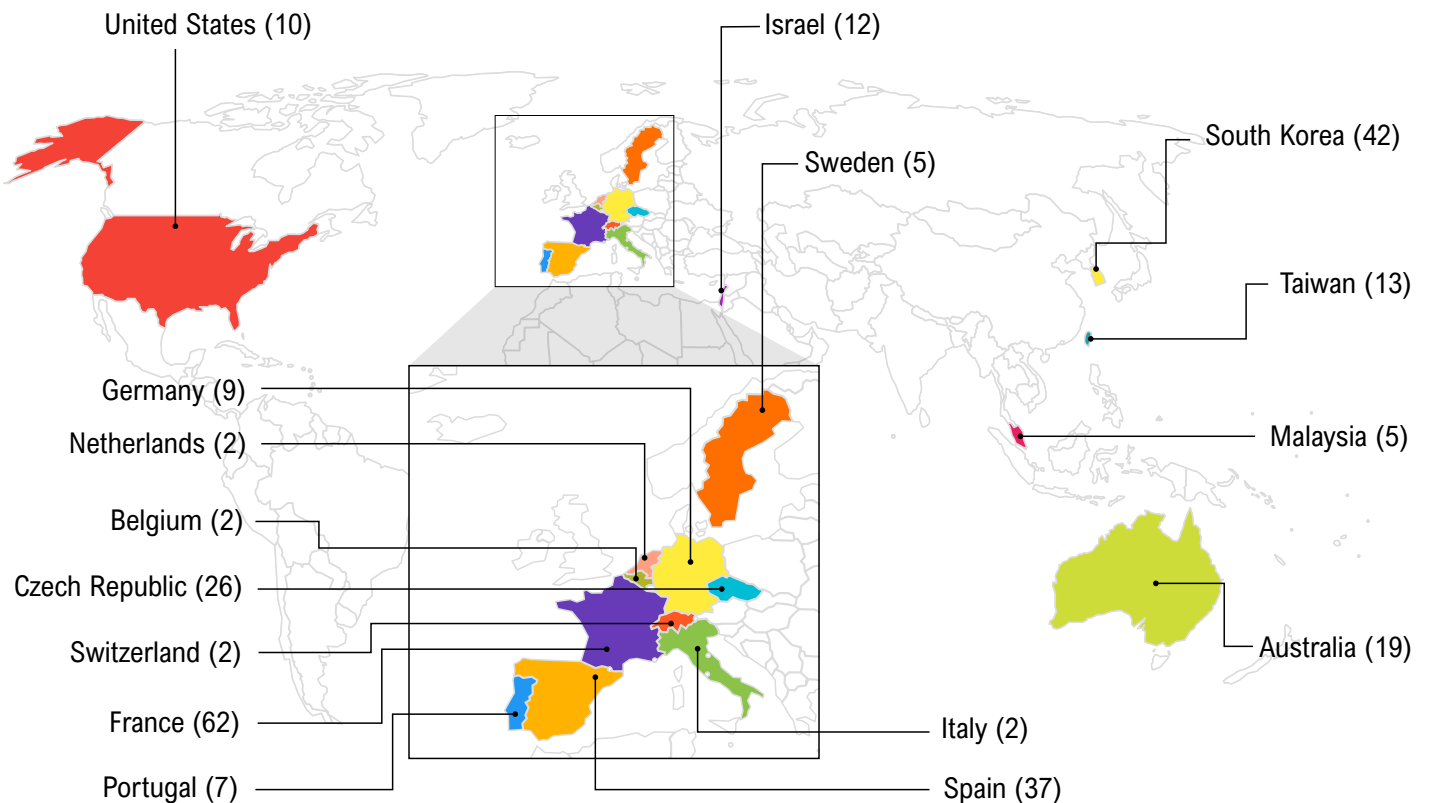 United States (10)
Israel (12)
South Korea (42)
Sweden (5)
Taiwan (13)
Germany (9)
Netherlands (2)
Malaysia (5)
Belgium (2)
Czech Republic (26)
Switzerland (2)
Australia (19)
France (62)
Italy (2)
Portugal (7)
Spain (37)